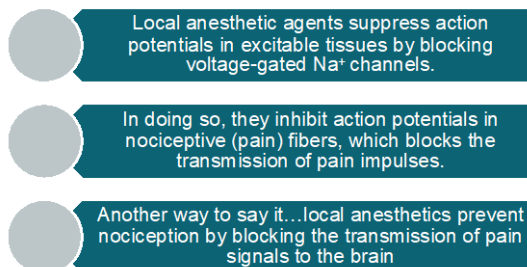 Local anesthetic agents suppress action
potentials in excitable tissues by blocking
voltage-gated Na⁺ channels.
In doing so, they inhibit action potentials in
nociceptive (pain) fibers, which blocks the
transmission of pain impulses.
Another way to say it…local anesthetics prevent
nociception by blocking the transmission of pain
signals to the brain